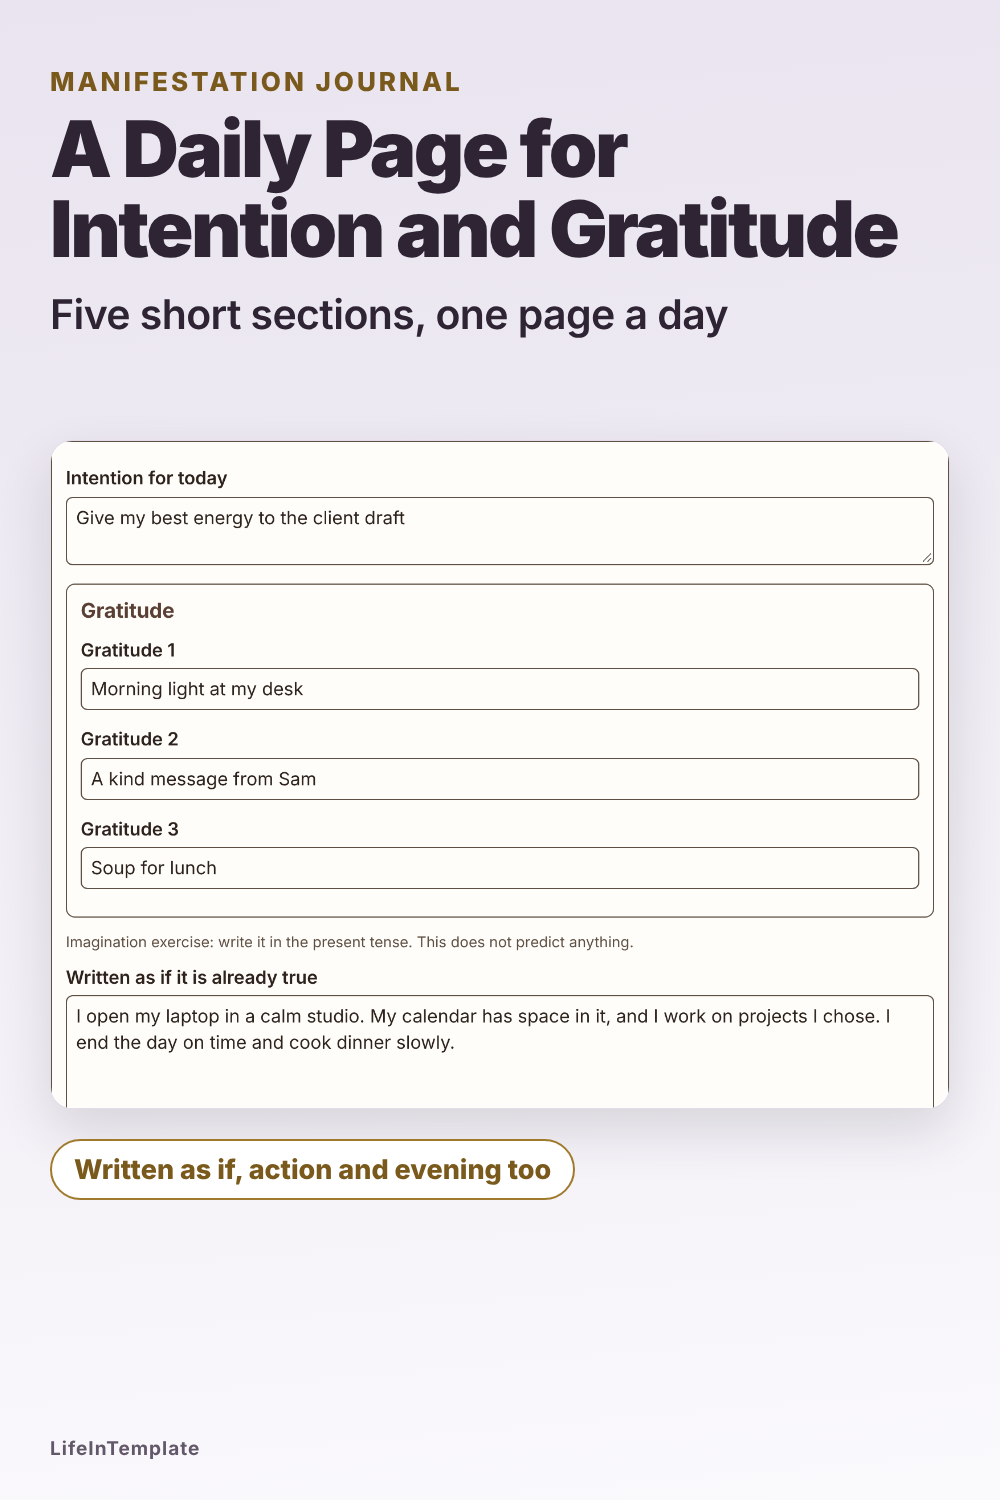 MANIFESTATION JOURNAL
A Daily Page for
Intention and Gratitude
Five short sections, one page a day
Intention for today
Give my best energy to the client draft
Gratitude
Gratitude 1
Morning light at my desk
Gratitude 2
A kind message from Sam
Gratitude 3
Soup for lunch
Imagination exercise: write it in the present tense. This does not predict anything.
Written as if it is already true
I open my laptop in a calm studio. My calendar has space in it, and I work on projects I chose. I
end the day on time and cook dinner slowly.
Written as if, action and evening too
LifeInTemplate